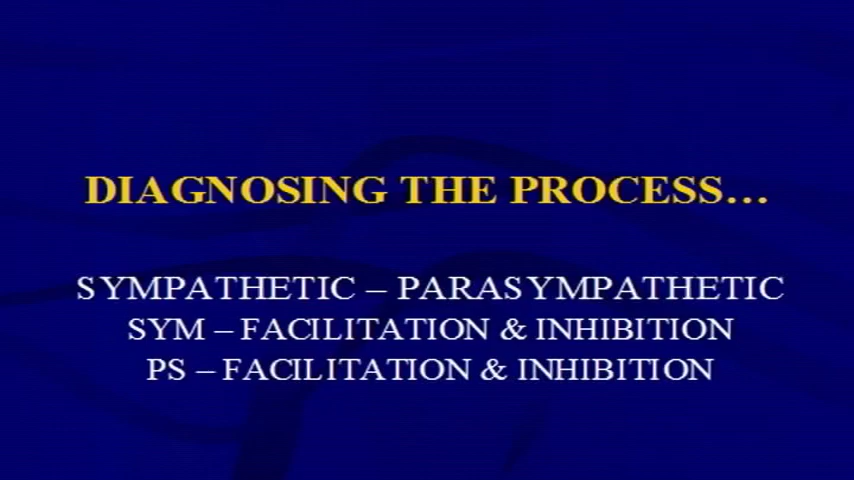 DIAGNOSING THE PROCESS...
SYMPATHETIC – PARASYMPATHETIC
SYM – FACILITATION & INHIBITION
PS – FACILITATION & INHIBITION